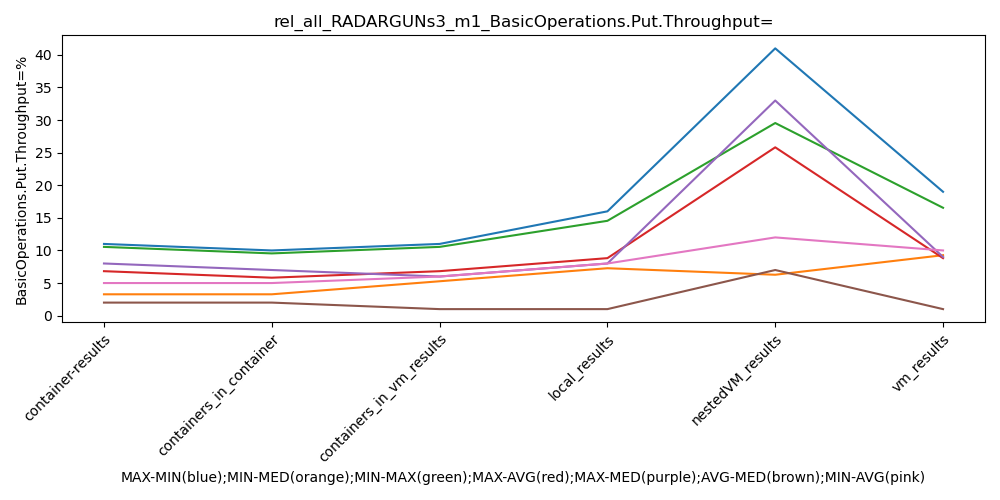 rel_all_RADARGUNs3_m1_BasicOperations.Put.Throughput=
BasicOperations.Put.Throughput=%
40
35
30
25
20
15
10
5
0
container-results
containers_in_container
containers_in_vm_results
local_results
nestedVM_results
vm_results
MAX-MIN(blue);MIN-MED(orange);MIN-MAX(green);MAX-AVG(red);MAX-MED(purple);AVG-MED(brown);MIN-AVG(pink)